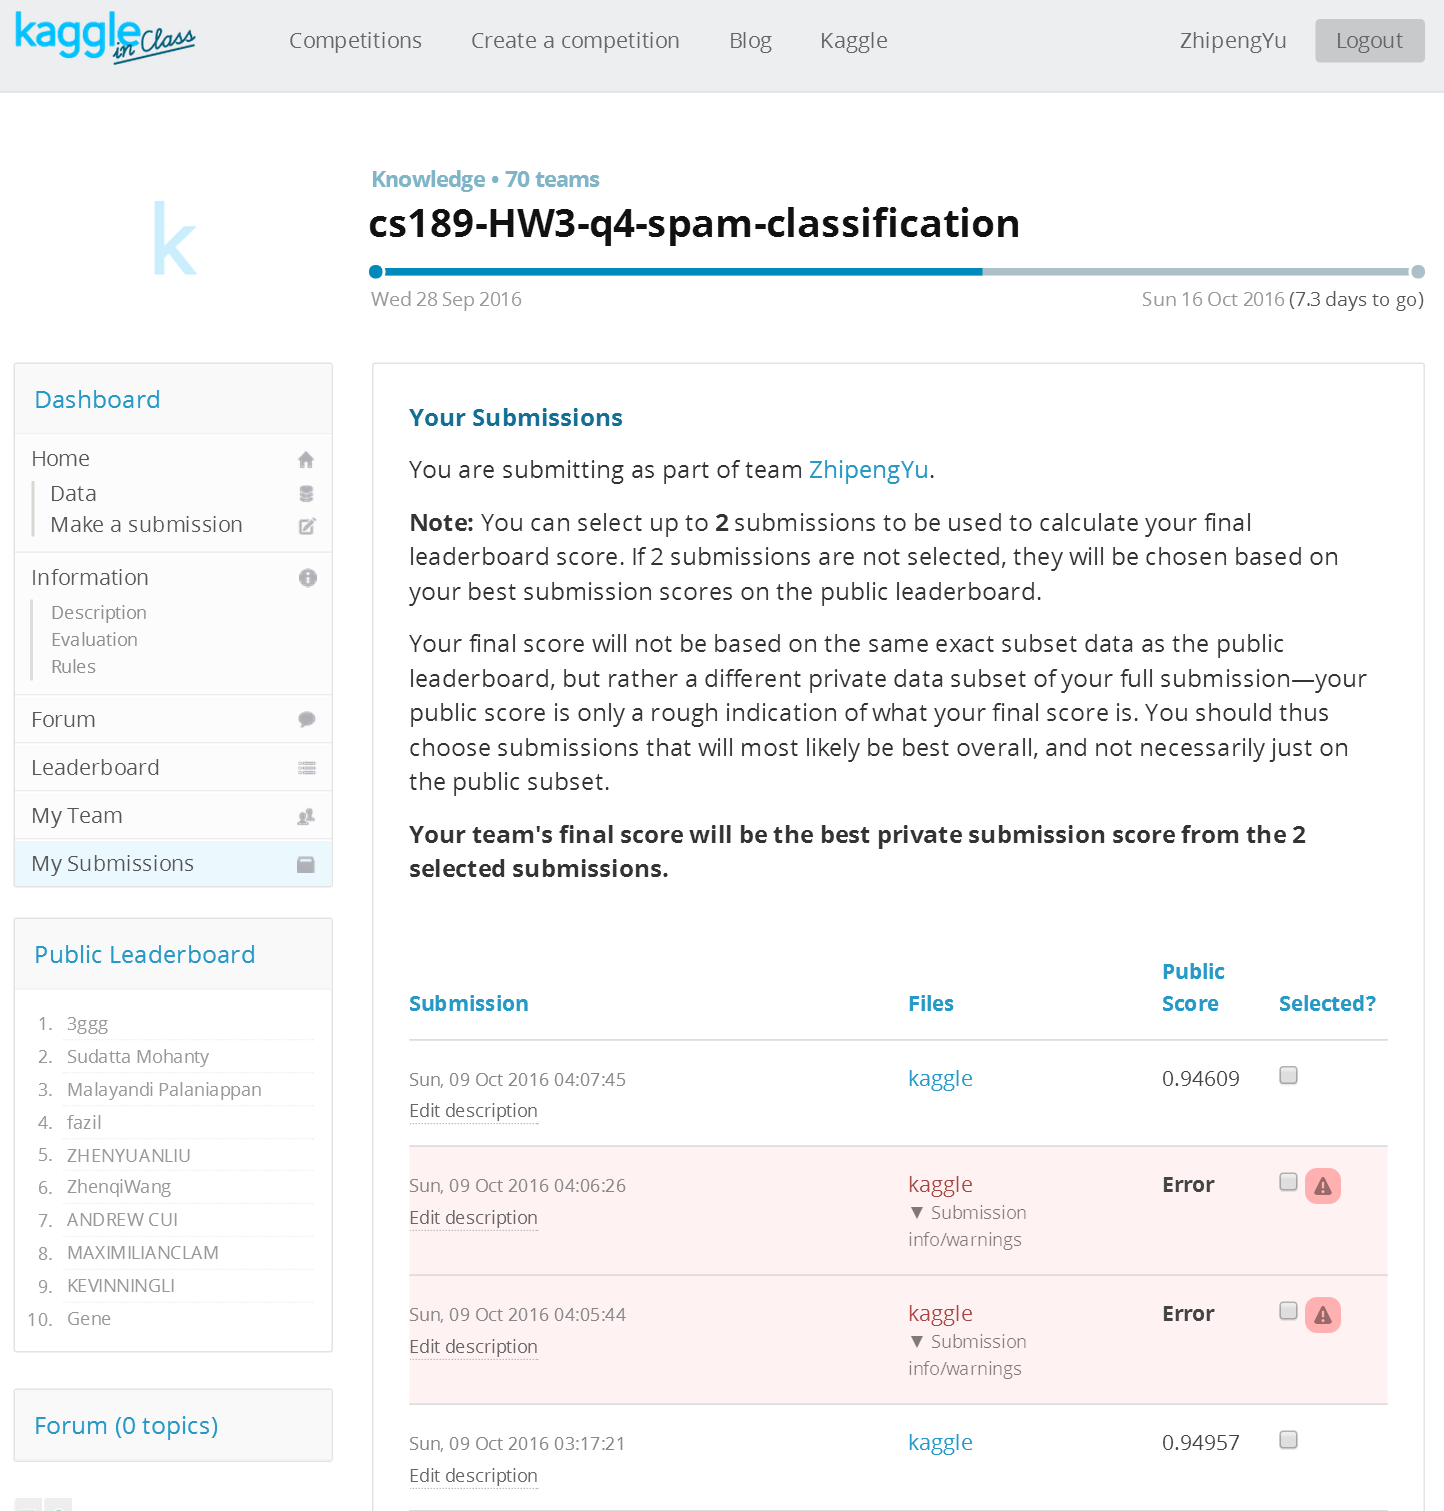 kaggle in Class
Competitions Create a competition Blog Kaggle ZhipengYu Logout
k
Knowledge • 70 teams
cs189-HW3-q4-spam-classification
Wed 28 Sep 2016 Sun 16 Oct 2016 (7.3 days to go)
Dashboard
Home
Data
Make a submission
Information
Description
Evaluation
Rules
Forum
Leaderboard
My Team
My Submissions
Public Leaderboard
1. 3ggg
2. Sudatta Mohanty
3. Malayandi Palaniappan
4. fazil
5. ZHENYUANLIU
6. ZhenqiWang
7. ANDREW CUI
8. MAXIMILIANCLAM
9. KEVINNINGLI
10. Gene
Forum (0 topics)
Your Submissions
You are submitting as part of team ZhipengYu.
Note: You can select up to 2 submissions to be used to calculate your final
leaderboard score. If 2 submissions are not selected, they will be chosen based on
your best submission scores on the public leaderboard.
Your final score will not be based on the same exact subset data as the public
leaderboard, but rather a different private data subset of your full submission—your
public score is only a rough indication of what your final score is. You should thus
choose submissions that will most likely be best overall, and not necessarily just on
the public subset.
Your team's final score will be the best private submission score from the 2
selected submissions.
Public
Submission Files Score Selected?
Sun, 09 Oct 2016 04:07:45 kaggle 0.94609
Edit description
Sun, 09 Oct 2016 04:06:26 kaggle Error
Edit description ▼ Submission
info/warnings
Sun, 09 Oct 2016 04:05:44 kaggle Error
Edit description ▼ Submission
info/warnings
Sun, 09 Oct 2016 03:17:21 kaggle 0.94957
Edit description